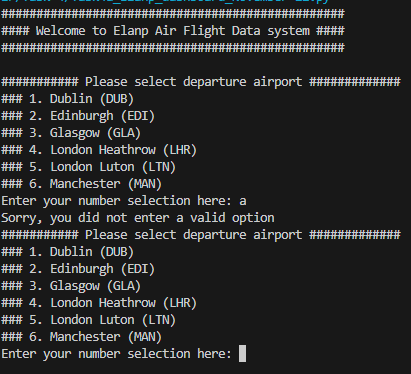 ###########################################
#### Welcome to Elanp Air Flight Data system ####
###########################################
########### Please select departure airport #############
### 1. Dublin (DUB)
### 2. Edinburgh (EDI)
### 3. Glasgow (GLA)
### 4. London Heathrow (LHR)
### 5. London Luton (LTN)
### 6. Manchester (MAN)
Enter your number selection here: a
Sorry, you did not enter a valid option
########### Please select departure airport #############
### 1. Dublin (DUB)
### 2. Edinburgh (EDI)
### 3. Glasgow (GLA)
### 4. London Heathrow (LHR)
### 5. London Luton (LTN)
### 6. Manchester (MAN)
Enter your number selection here: